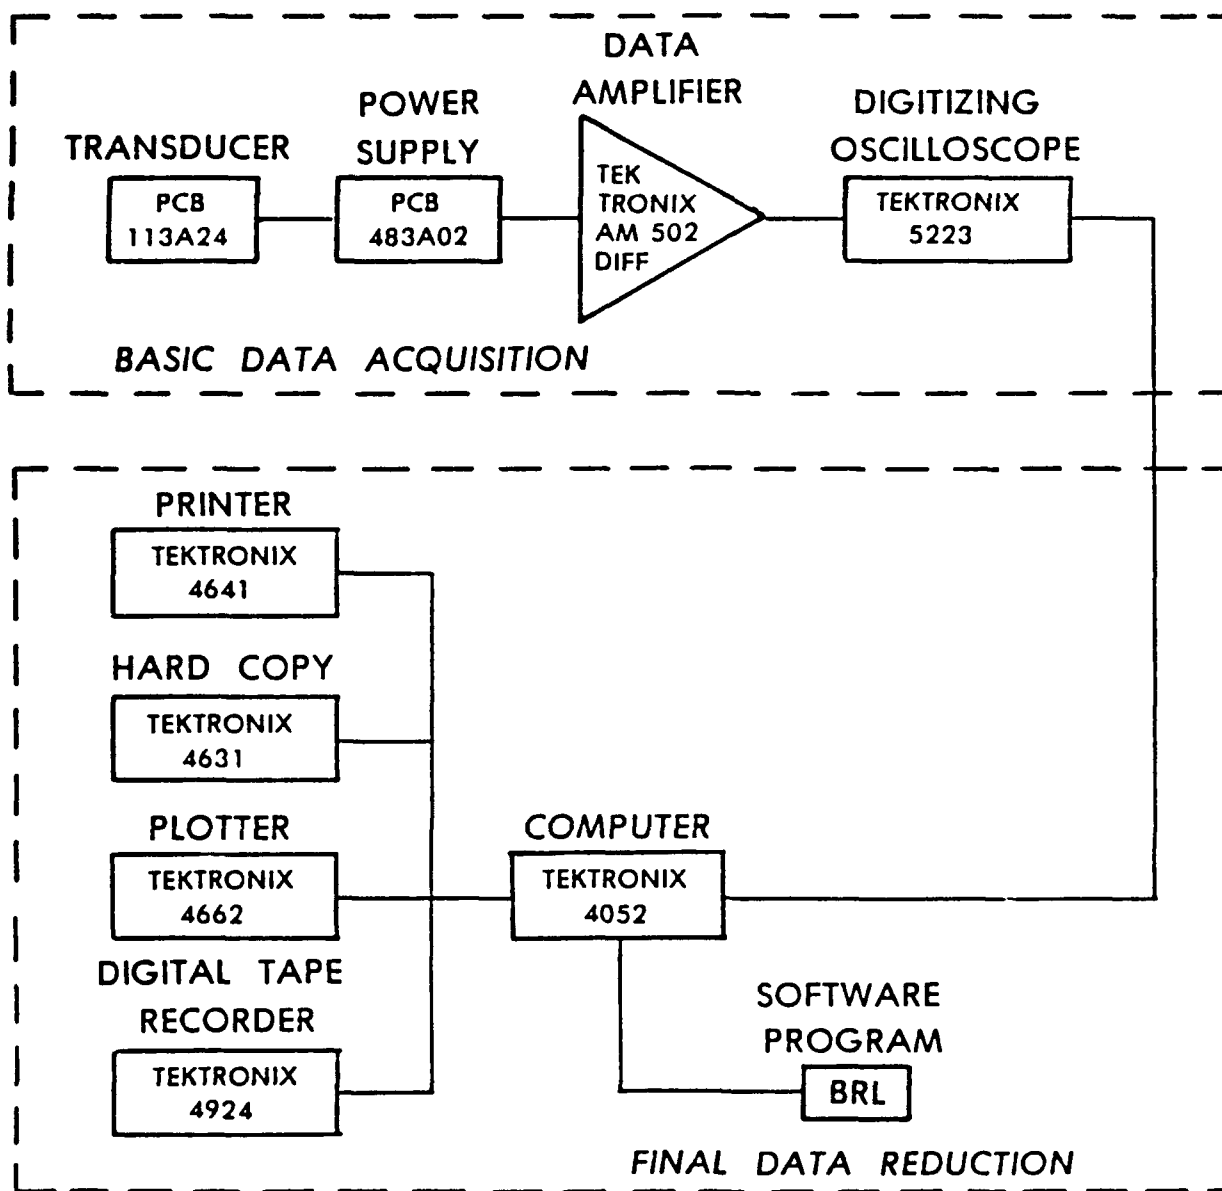 DATA
AMPLIFIER
POWER
SUPPLY
TRANSDUCER
DIGITIZING
OSCILLOSCOPE
PCB
113A24
PCB
483A02
TEK
TRONIX
AM 502
DIFF
TEKTRONIX
5223
BASIC DATA ACQUISITION
PRINTER
TEKTRONIX
4641
HARD COPY
TEKTRONIX
4631
PLOTTER
TEKTRONIX
4662
DIGITAL TAPE
RECORDER
TEKTRONIX
4924
COMPUTER
TEKTRONIX
4052
SOFTWARE
PROGRAM
BRL
FINAL DATA REDUCTION